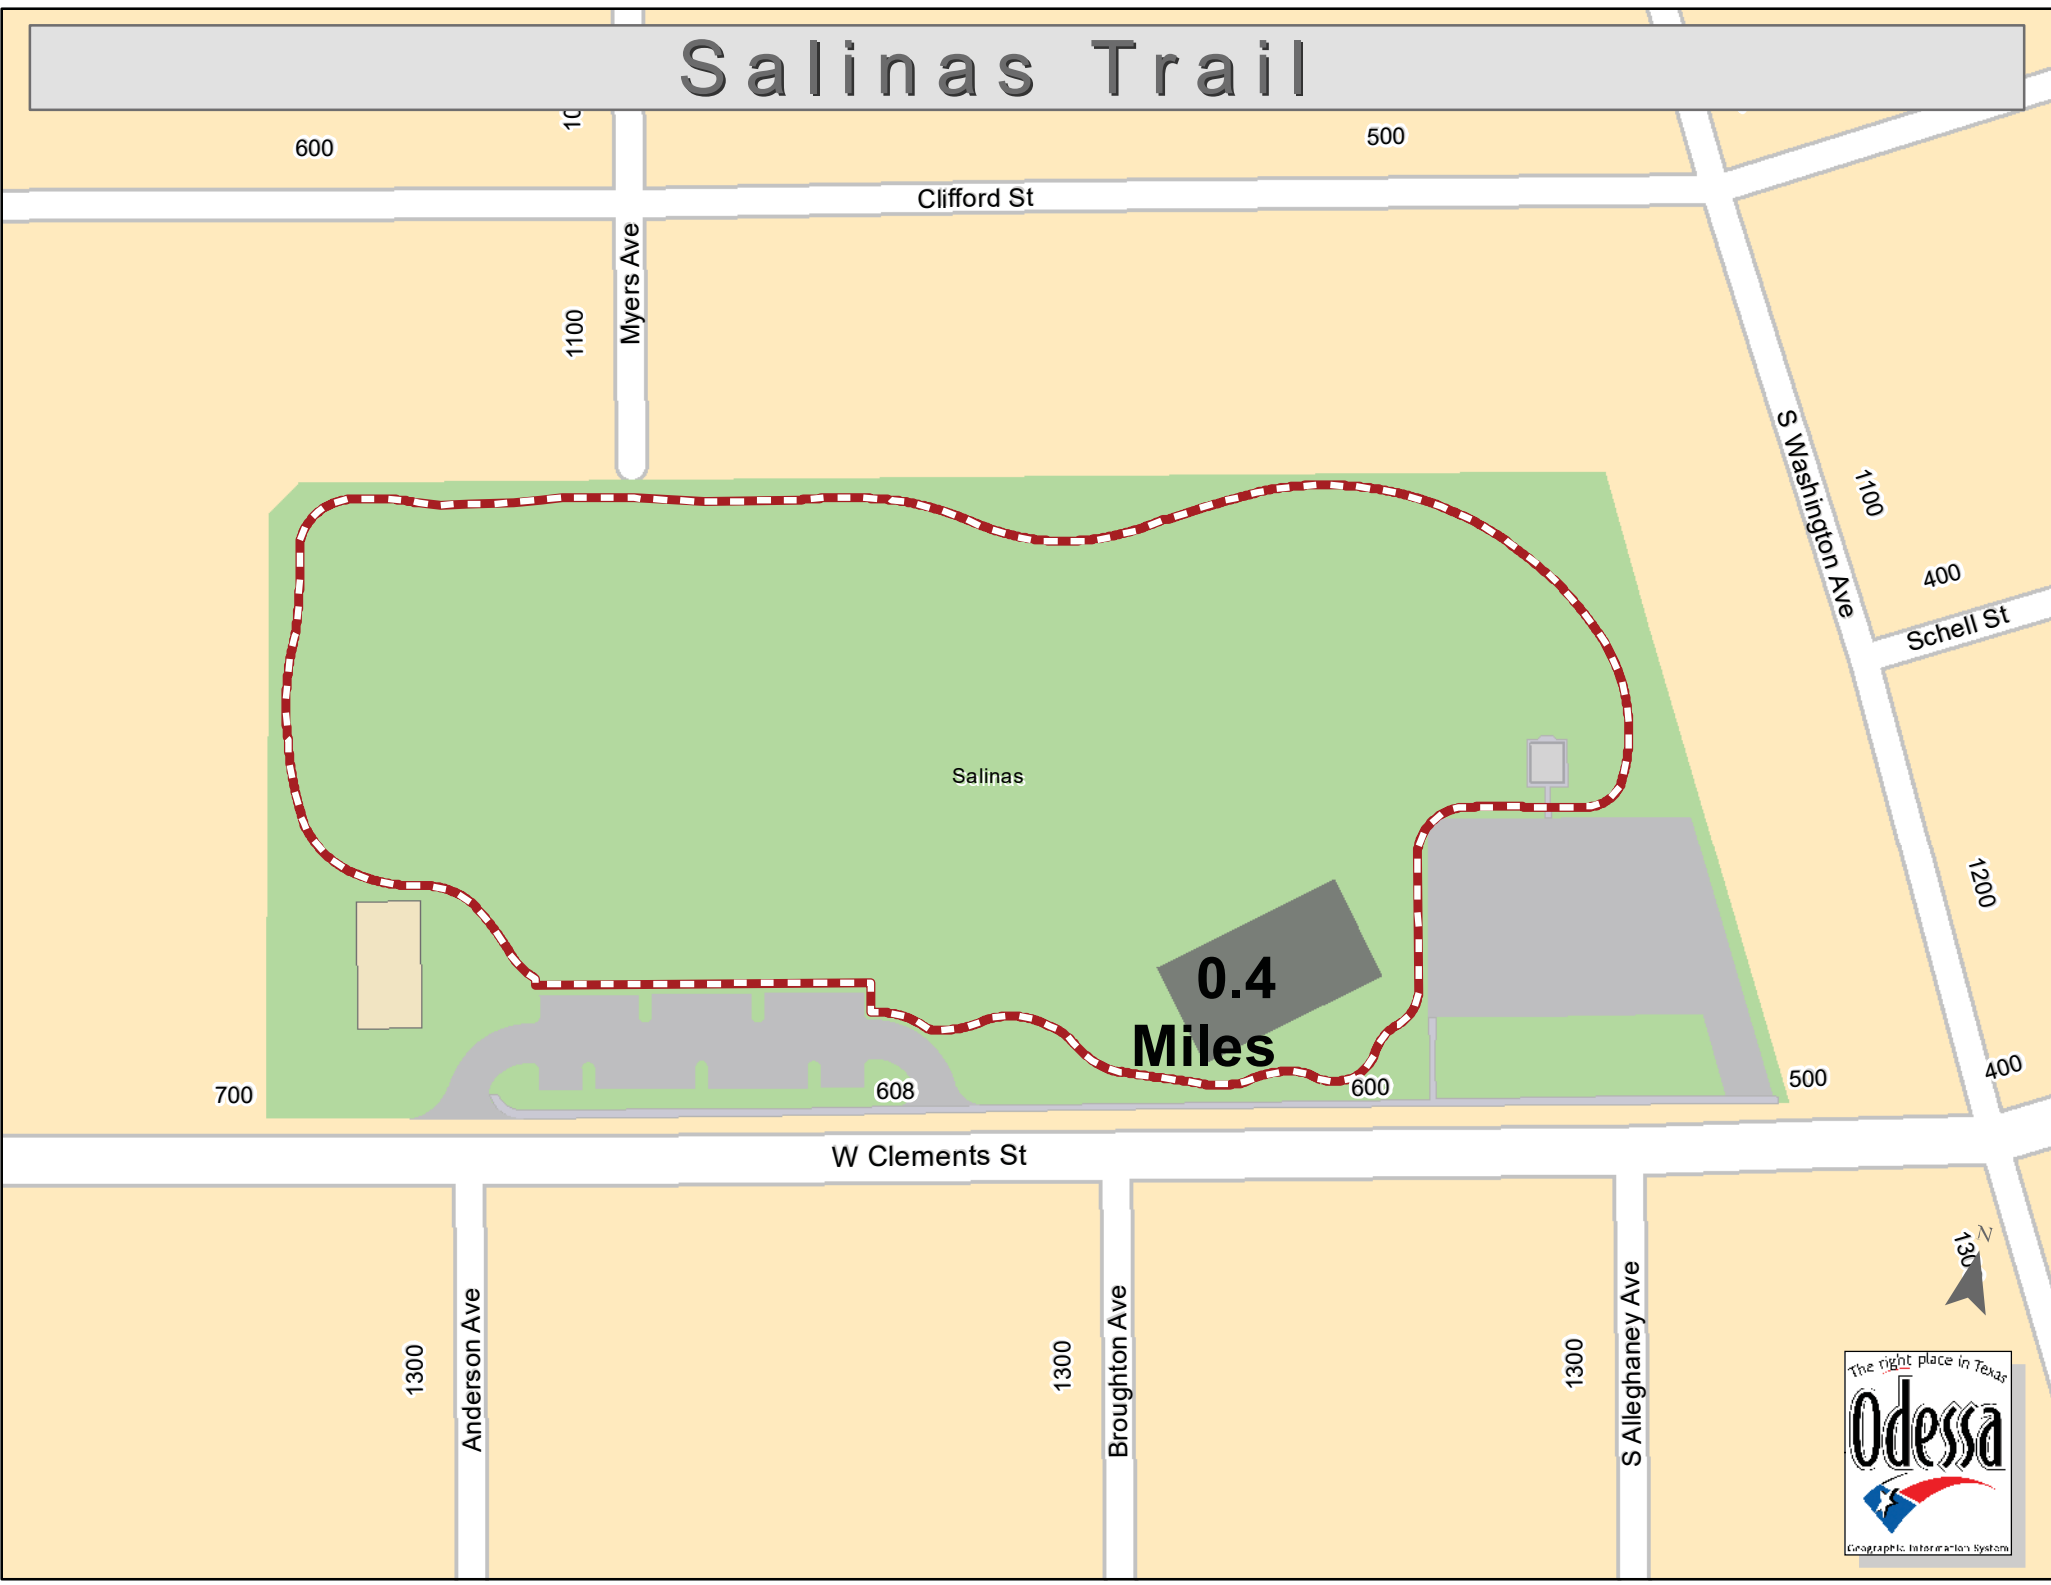 Salinas Trail
10
600
500
Clifford St
Myers Ave
1100
S Washington Ave
1100
400
Schell St
Salinas
1200
0.4
Miles
700
608
600
500
400
W Clements St
N
130
Anderson Ave
1300
Broughton Ave
1300
S Alleghaney Ave
1300
The right place in Texas
Odessa
Geographic Information System